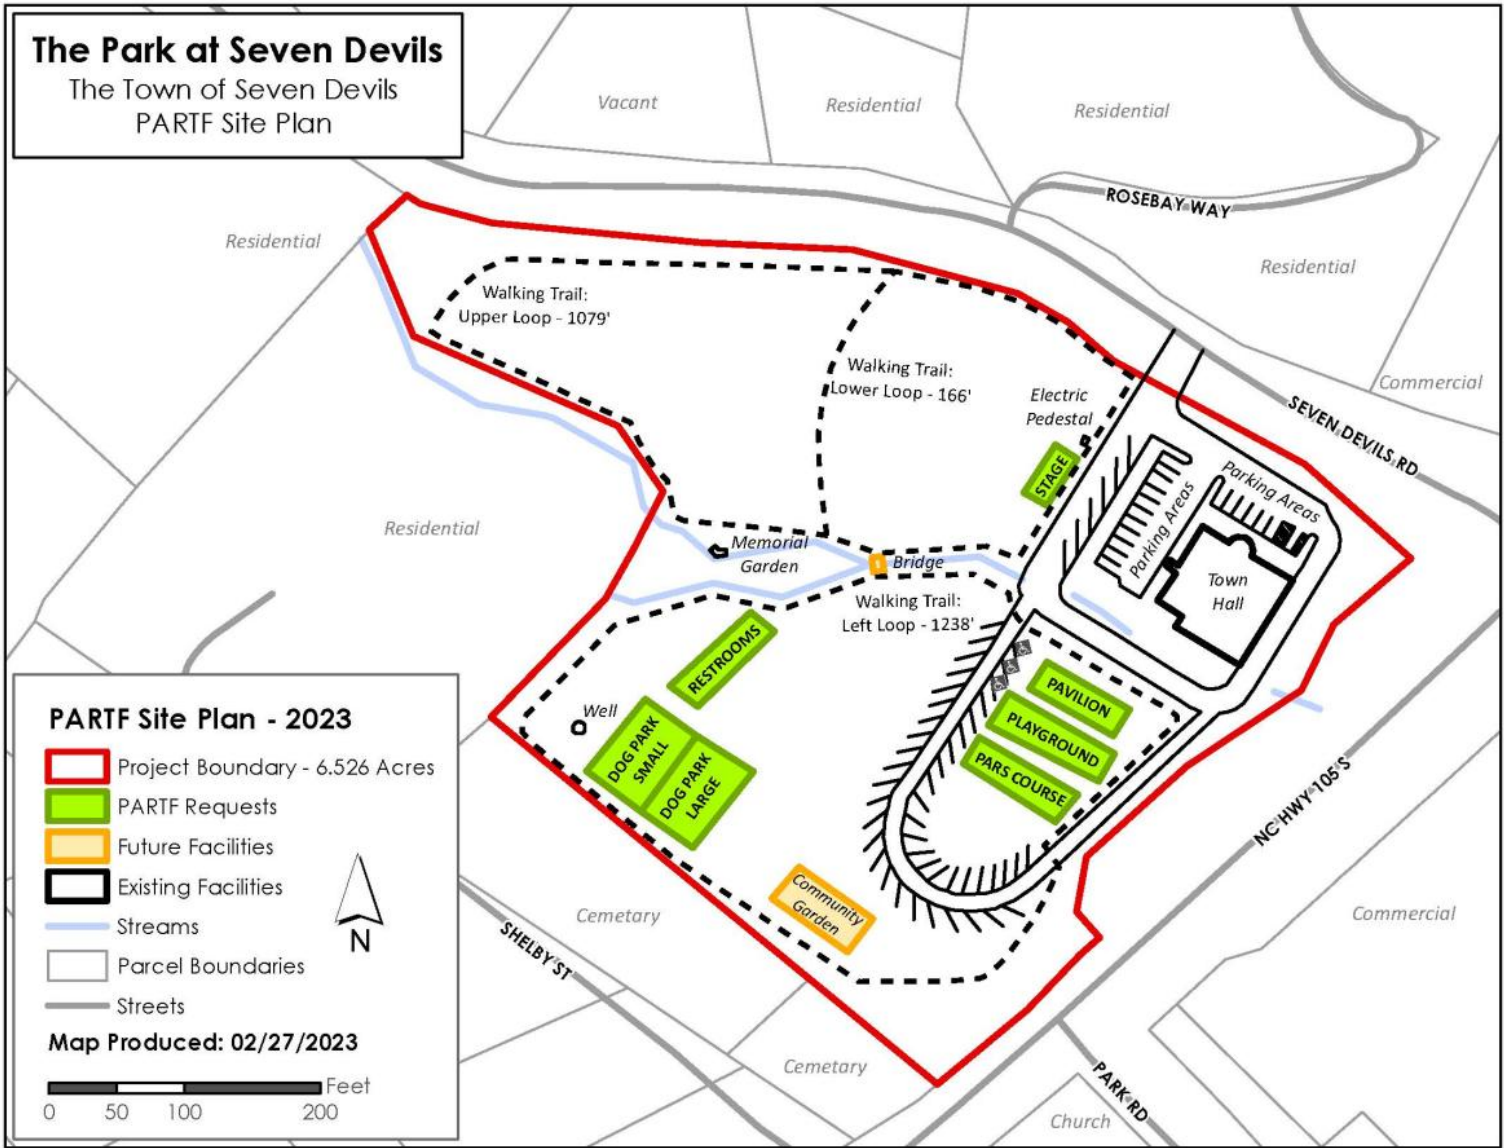 The Park at Seven Devils
The Town of Seven Devils
PARTF Site Plan
Vacant
Residential
Residential
ROSEBAY WAY
Residential
Residential
Walking Trail:
Upper Loop - 1079'
Walking Trail:
Lower Loop - 166'
Electric
Pedestal
Commercial
SEVEN DEVILS RD
STAGE
Parking Areas
Parking Areas
Residential
Memorial
Garden
Bridge
Town
Hall
Walking Trail:
Left Loop - 1238'
RESTROOMS
PAVILION
PLAYGROUND
PARS COURSE
Well
DOG PARK
SMALL
DOG PARK
LARGE
NC HWY 105 S
Community
Garden
Cemetary
Commercial
SHELBY ST
Cemetary
PARK RD
Church
PARTF Site Plan - 2023
Project Boundary - 6.526 Acres
PARTF Requests
Future Facilities
Existing Facilities
Streams
N
Parcel Boundaries
Streets
Map Produced: 02/27/2023
Feet
0 50 100 200